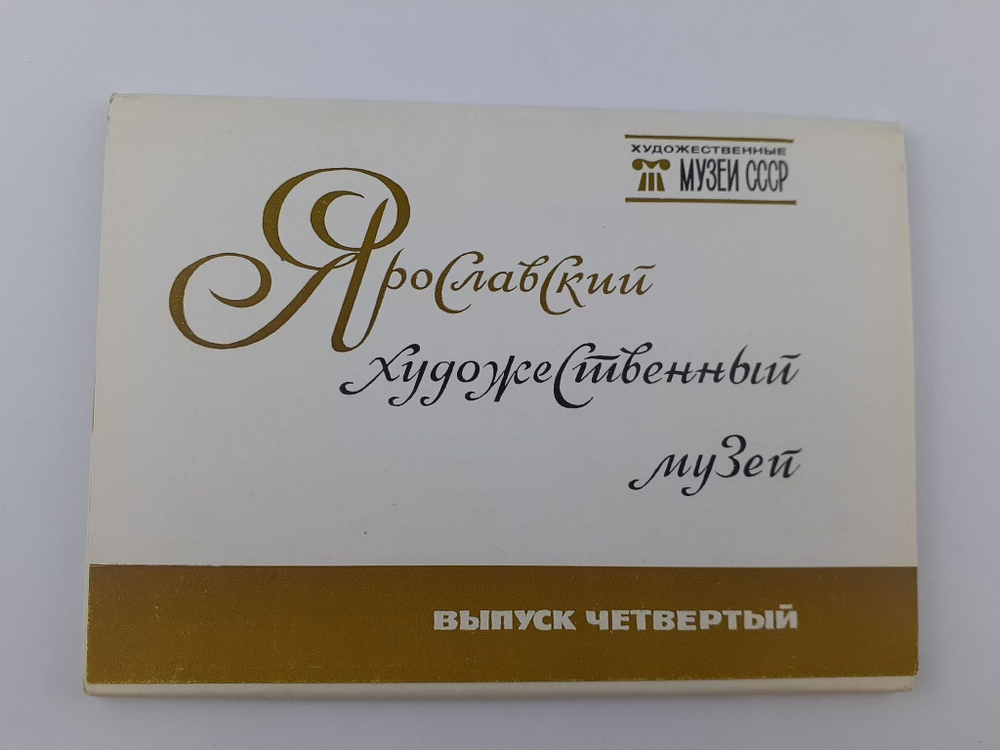 ХУДОЖЕСТВЕННЫЕ
МУЗЕИ СССР
Ярославский
художественный
музей
ВЫПУСК ЧЕТВЕРТЫЙ